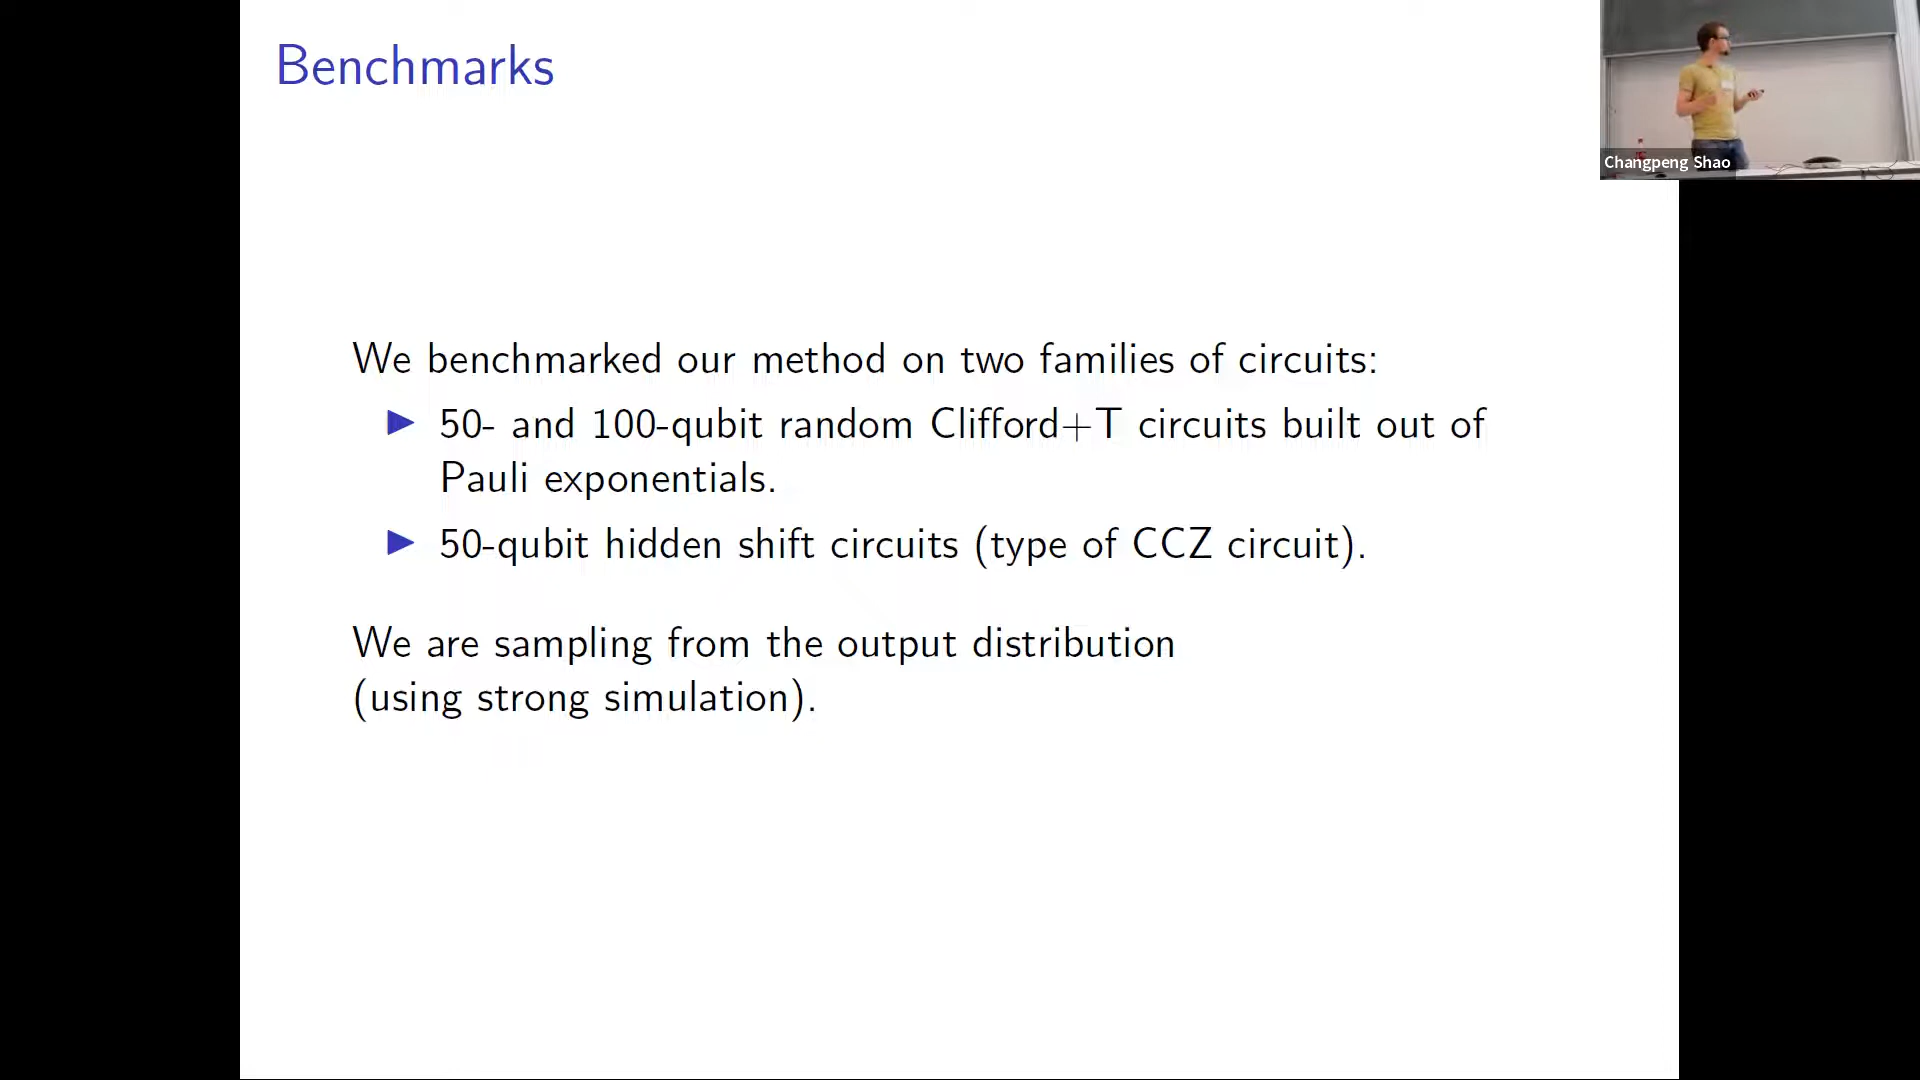 Benchmarks
Changpeng Shao
We benchmarked our method on two families of circuits:
50- and 100-qubit random Clifford+T circuits built out of
Pauli exponentials.
50-qubit hidden shift circuits (type of CCZ circuit).
We are sampling from the output distribution
(using strong simulation).